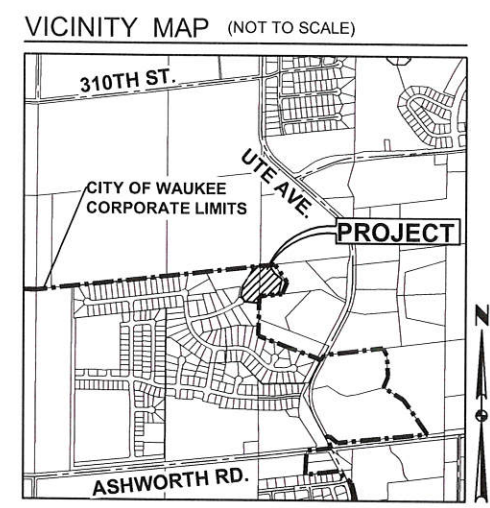 VICINITY MAP (NOT TO SCALE)
310TH ST.
UTE AVE.
CITY OF WAUKEE
CORPORATE LIMITS
PROJECT
N
ASHWORTH RD.